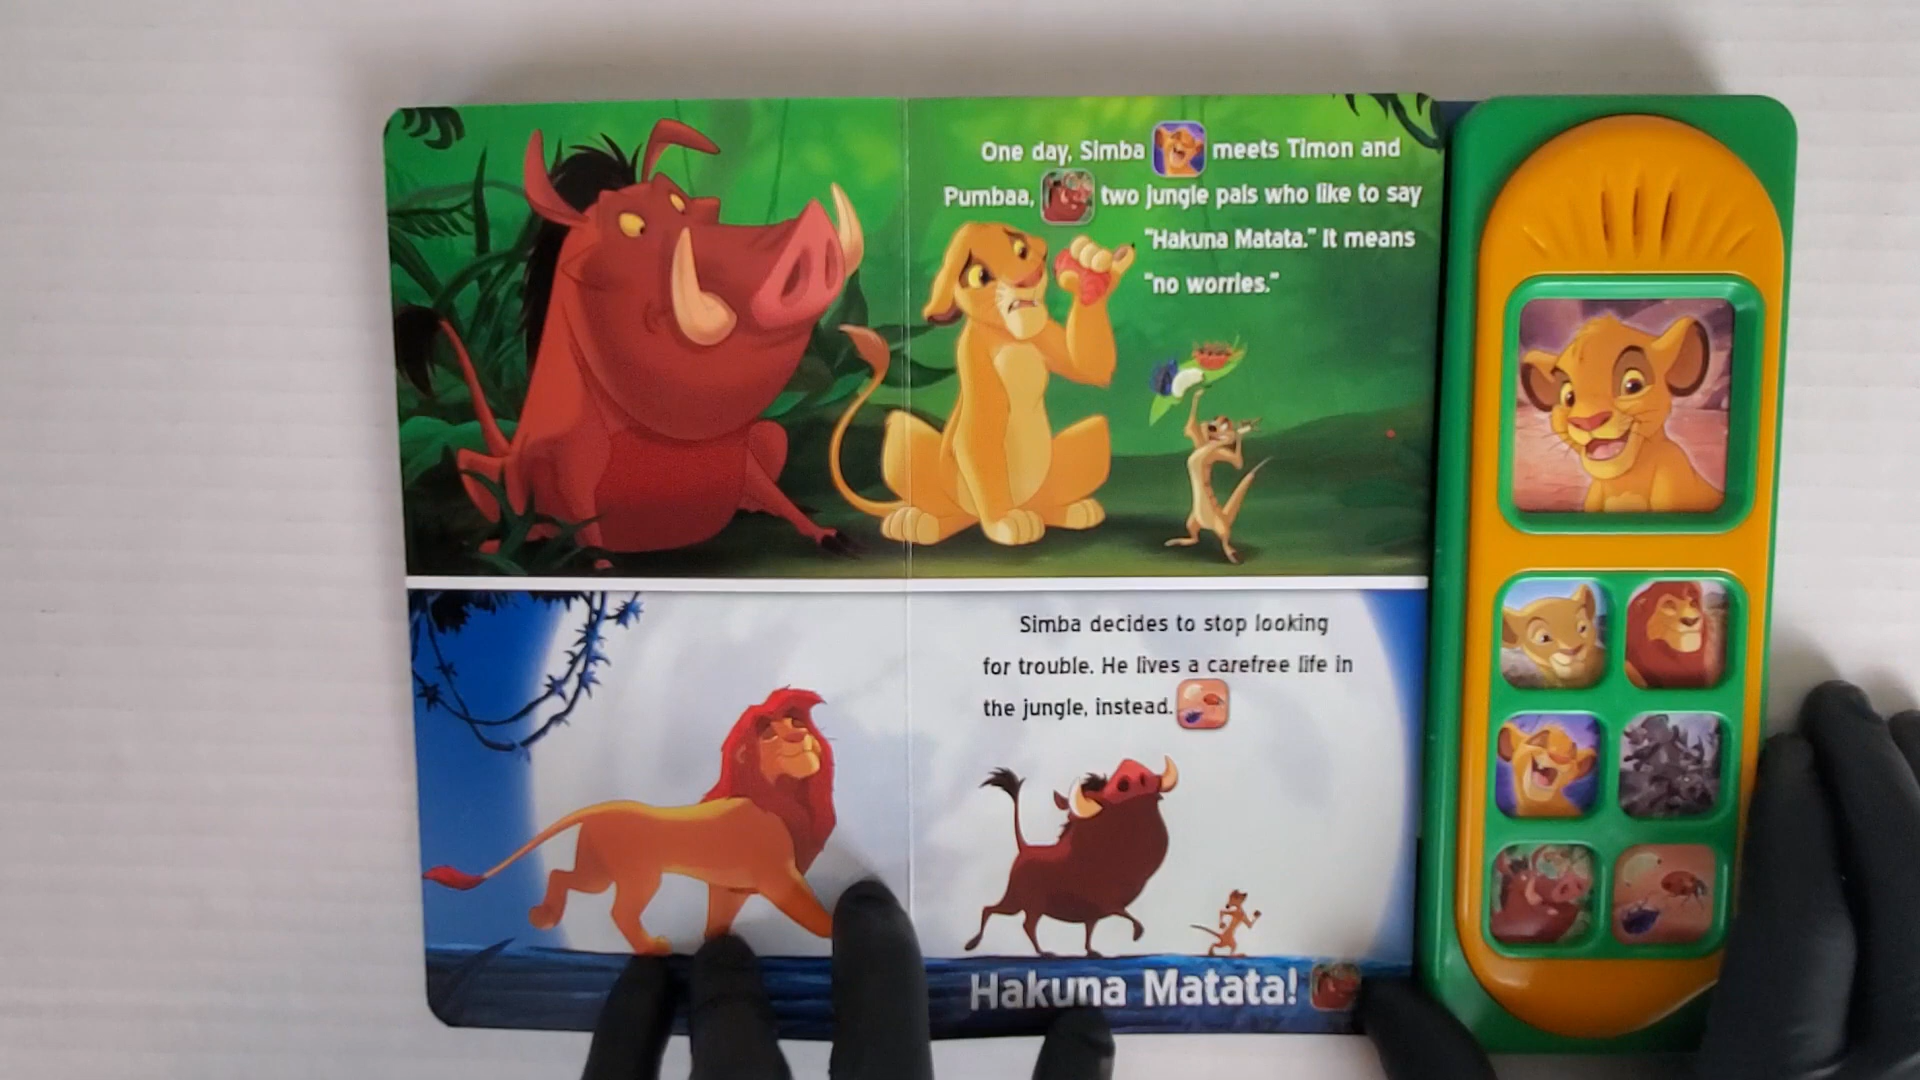 One day, Simba meets Timon and
Pumbaa, two jungle pals who like to say
"Hakuna Matata." It means
"no worries."
Simba decides to stop looking
for trouble. He lives a carefree life in
the jungle, instead.
Hakuna Matata!